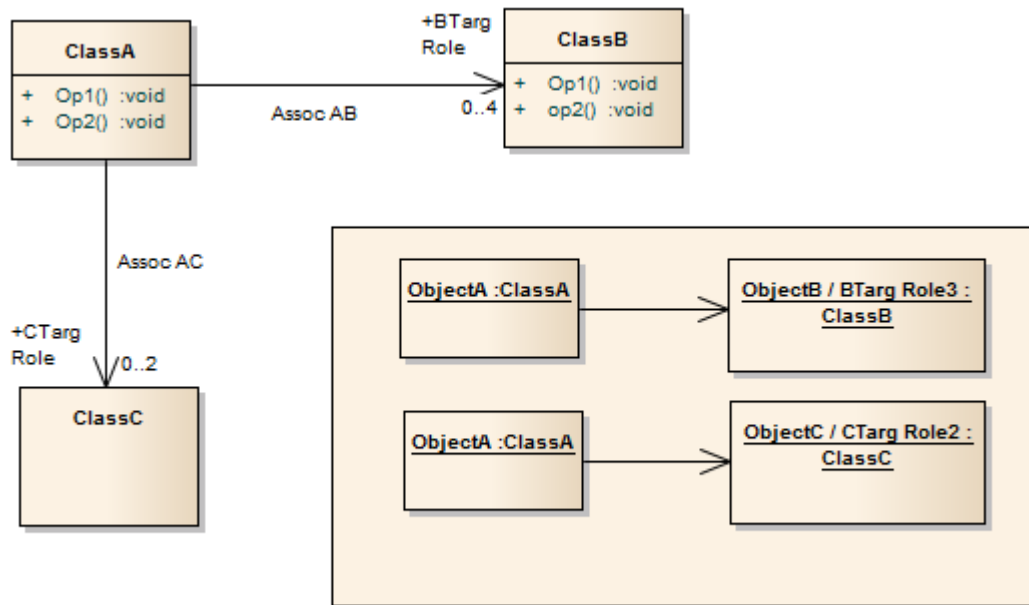 ClassA
+ Op1() :void
+ Op2() :void
+BTarg
Role
ClassB
+ Op1() :void
+ op2() :void
0..4
Assoc AB
Assoc AC
+CTarg
Role
0..2
ClassC
ObjectA :ClassA
ObjectB / BTarg Role3 :
ClassB
ObjectA :ClassA
ObjectC / CTarg Role2 :
ClassC